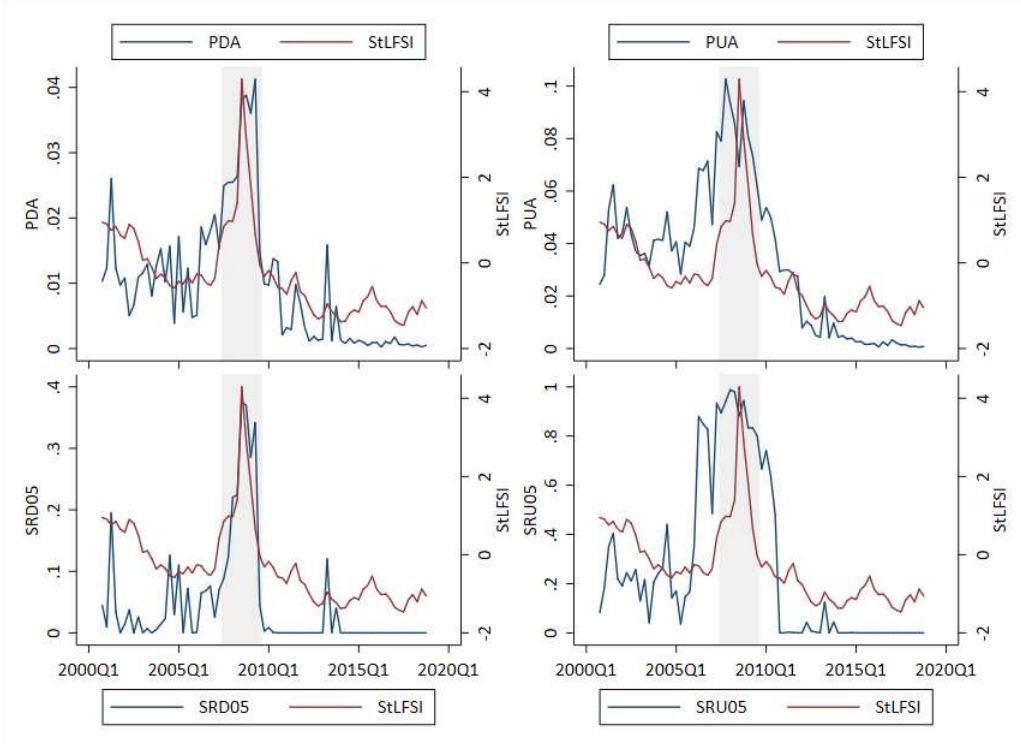 PDA StLFSI
PUA StLFSI
PDA
0 .01 .02 .03 .04
-2 0 2 4
StLFSI
PUA
0 .02 .04 .06 .08 .1
-2 0 2 4
StLFSI
SRD05
0 .1 .2 .3 .4
-2 0 2 4
StLFSI
2000Q1 2005Q1 2010Q1 2015Q1 2020Q1
SRU05
0 .2 .4 .6 .8 1
-2 0 2 4
StLFSI
2000Q1 2005Q1 2010Q1 2015Q1 2020Q1
SRD05 StLFSI
SRU05 StLFSI